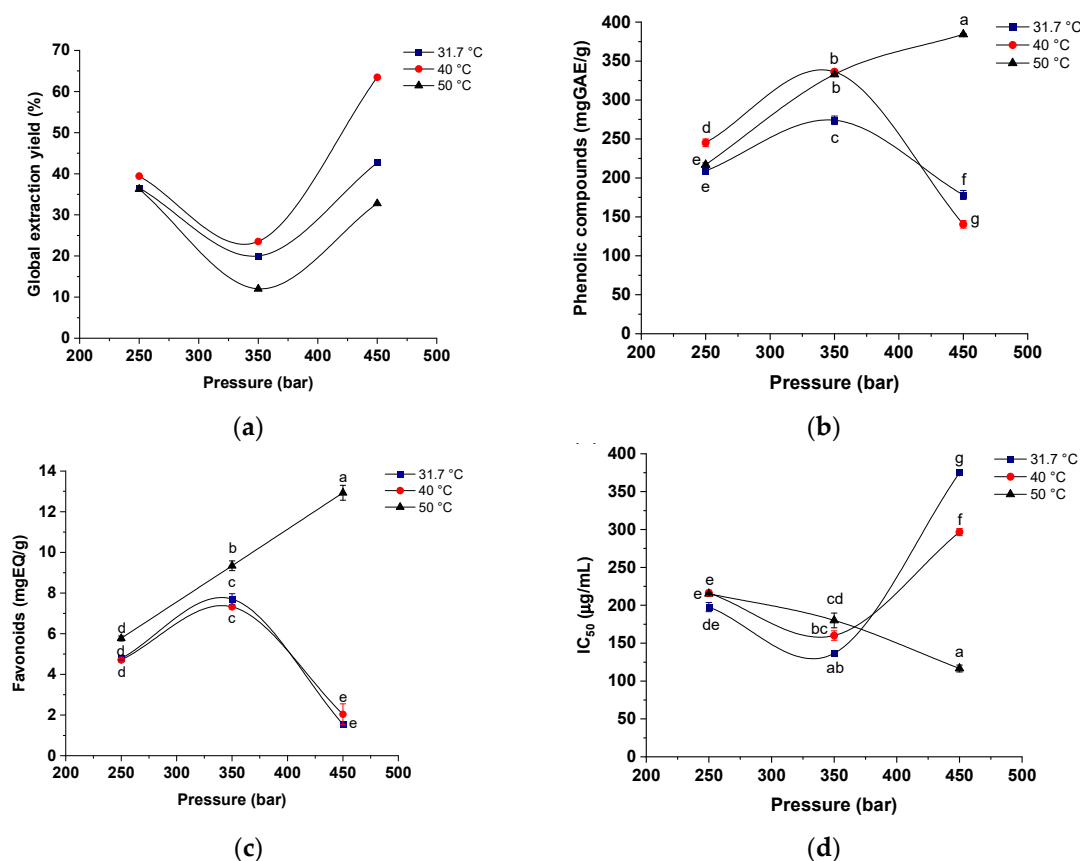 70
60
50
40
30
20
10
0
200 250 300 350 400 450 500
Global extraction yield (%)
Pressure (bar)
31.7 °C
40 °C
50 °C
(a)
400
350
300
250
200
150
100
50
0
200 250 300 350 400 450 500
Phenolic compounds (mgGAE/g)
Pressure (bar)
31.7 °C
40 °C
50 °C
a
b
b
c
d
e
e
f
g
(b)
14
12
10
8
6
4
2
0
200 250 300 350 400 450 500
Favonoids (mgEQ/g)
Pressure (bar)
31.7 °C
40 °C
50 °C
a
b
c
c
d
d
d
e
e
(c)
400
350
300
250
200
150
100
50
0
200 250 300 350 400 450 500
IC50 (µg/mL)
Pressure (bar)
31.7 °C
40 °C
50 °C
g
f
e
e
de
cd
bc
ab
a
(d)